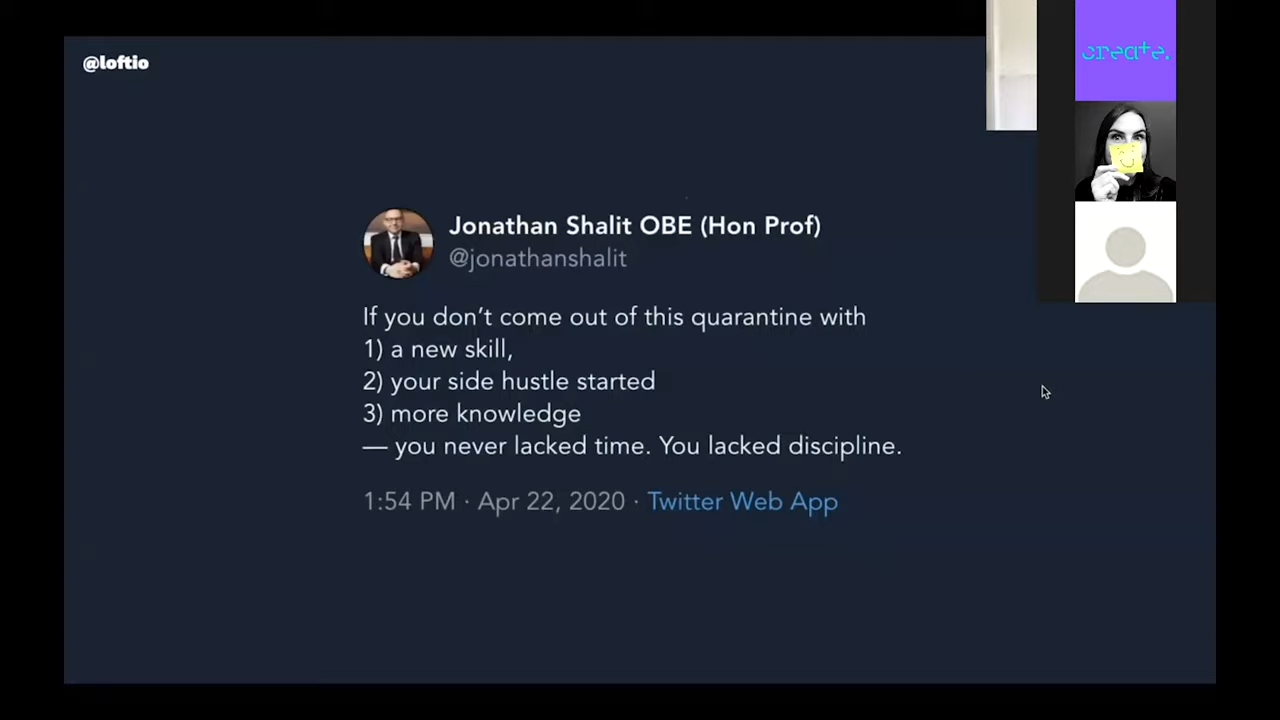 @loftio
create.
Jonathan Shalit OBE (Hon Prof)
@jonathanshalit
If you don’t come out of this quarantine with
1) a new skill,
2) your side hustle started
3) more knowledge
— you never lacked time. You lacked discipline.
1:54 PM · Apr 22, 2020 · Twitter Web App